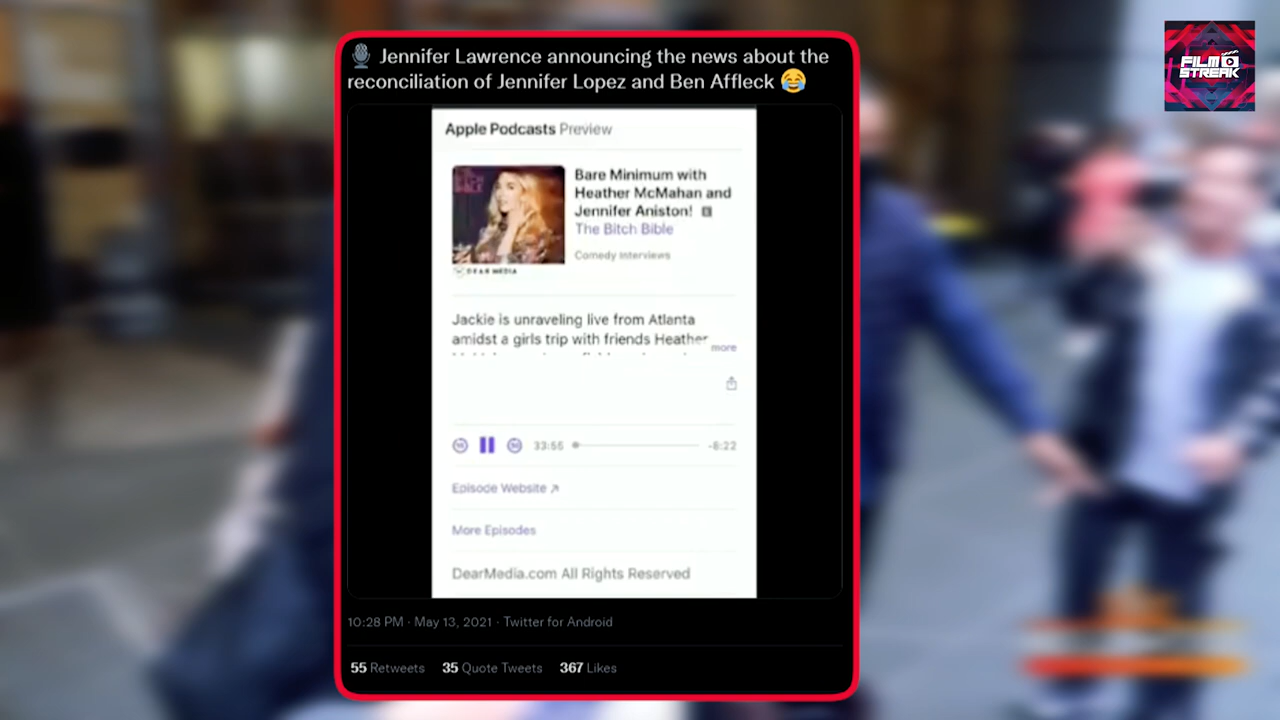 FILM
STREAK
Jennifer Lawrence announcing the news about the
reconciliation of Jennifer Lopez and Ben Affleck 😂
Apple Podcasts Preview
Bare Minimum with
Heather McMahan and
Jennifer Aniston! E
The Bitch Bible
Comedy Interviews
DEAR MEDIA
Jackie is unraveling live from Atlanta
amidst a girls trip with friends Heather
more
33:55
-8:22
Episode Website ↗
More Episodes
DearMedia.com All Rights Reserved
10:28 PM · May 13, 2021 · Twitter for Android
55 Retweets 35 Quote Tweets 367 Likes